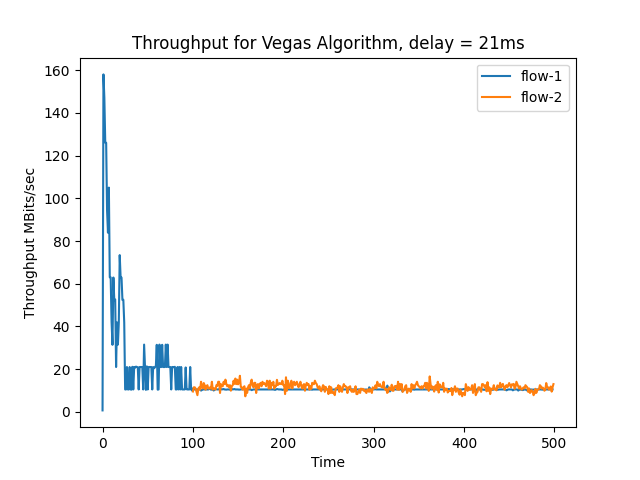 Throughput for Vegas Algorithm, delay = 21ms
flow-1
flow-2
Throughput MBits/sec
160
140
120
100
80
60
40
20
0
0 100 200 300 400 500
Time